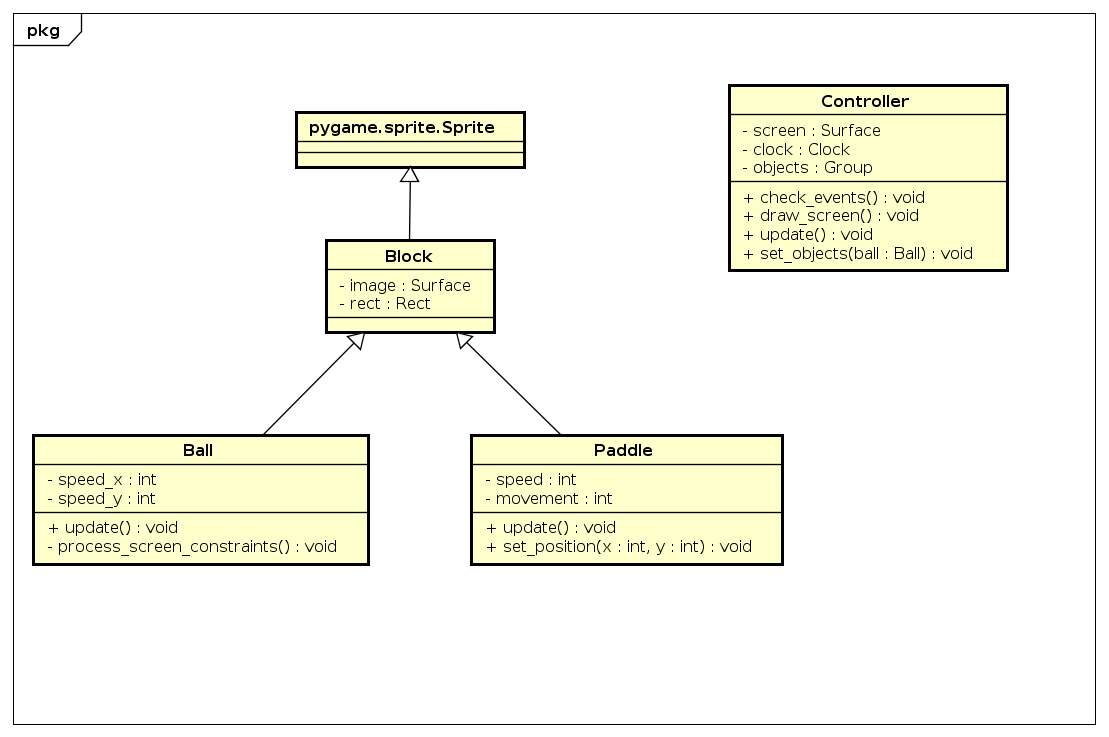 pkg
pygame.sprite.Sprite
Controller
- screen : Surface
- clock : Clock
- objects : Group
+ check_events() : void
+ draw_screen() : void
+ update() : void
+ set_objects(ball : Ball) : void
Block
- image : Surface
- rect : Rect
Ball
- speed_x : int
- speed_y : int
+ update() : void
- process_screen_constraints() : void
Paddle
- speed : int
- movement : int
+ update() : void
+ set_position(x : int, y : int) : void